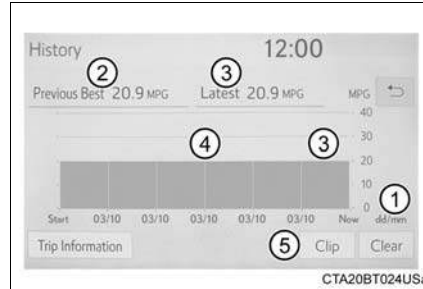 History 12:00
② ③
Previous Best 20.9 MPG Latest 20.9 MPG MPG
40
④ 30
③ 20
10
① 0
Start 03/10 03/10 03/10 03/10 03/10 Now dd/mm
Trip Information ⑤ Clip Clear
CTA20BT024USa